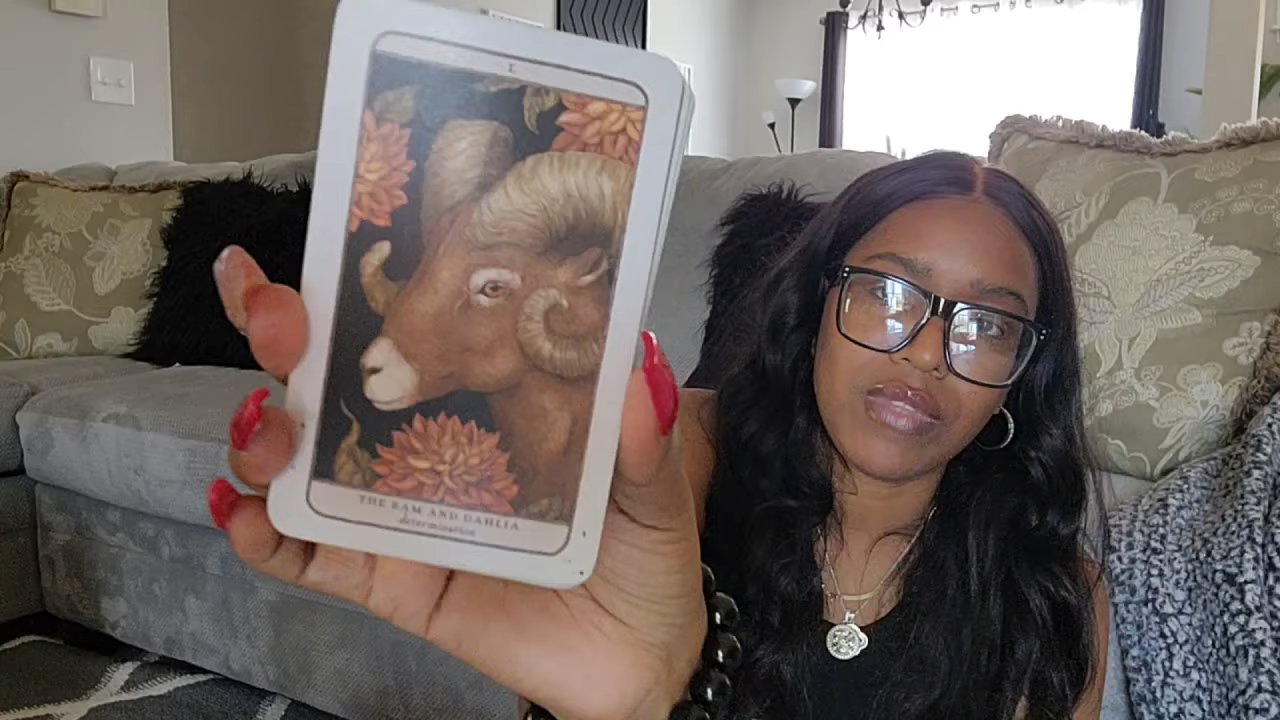 I
THE RAM AND DAHLIA
determination